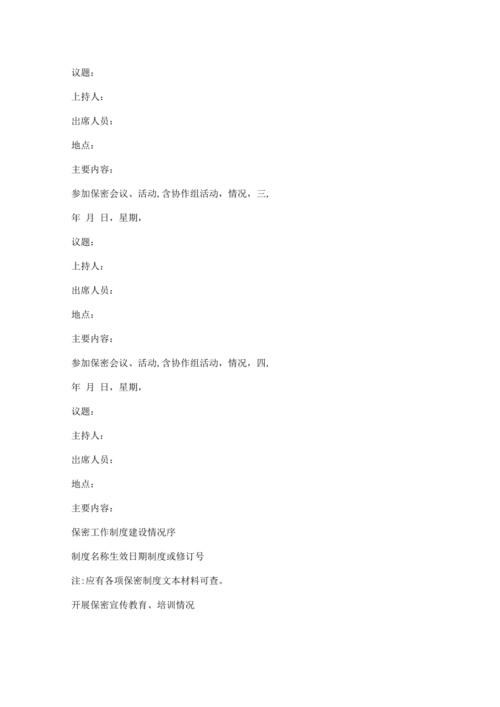 议题：
上持人：
出席人员：
地点：
主要内容：
参加保密会议、活动,含协作组活动，情况，三,
年 月 日，星期，
议题：
上持人：
出席人员：
地点：
主要内容：
参加保密会议、活动,含协作组活动，情况，四,
年 月 日，星期，
议题：
主持人：
出席人员：
地点：
主要内容：
保密工作制度建设情况序
制度名称生效日期制度或修订号
注:应有各项保密制度文本材料可查。
开展保密宣传教育、培训情况